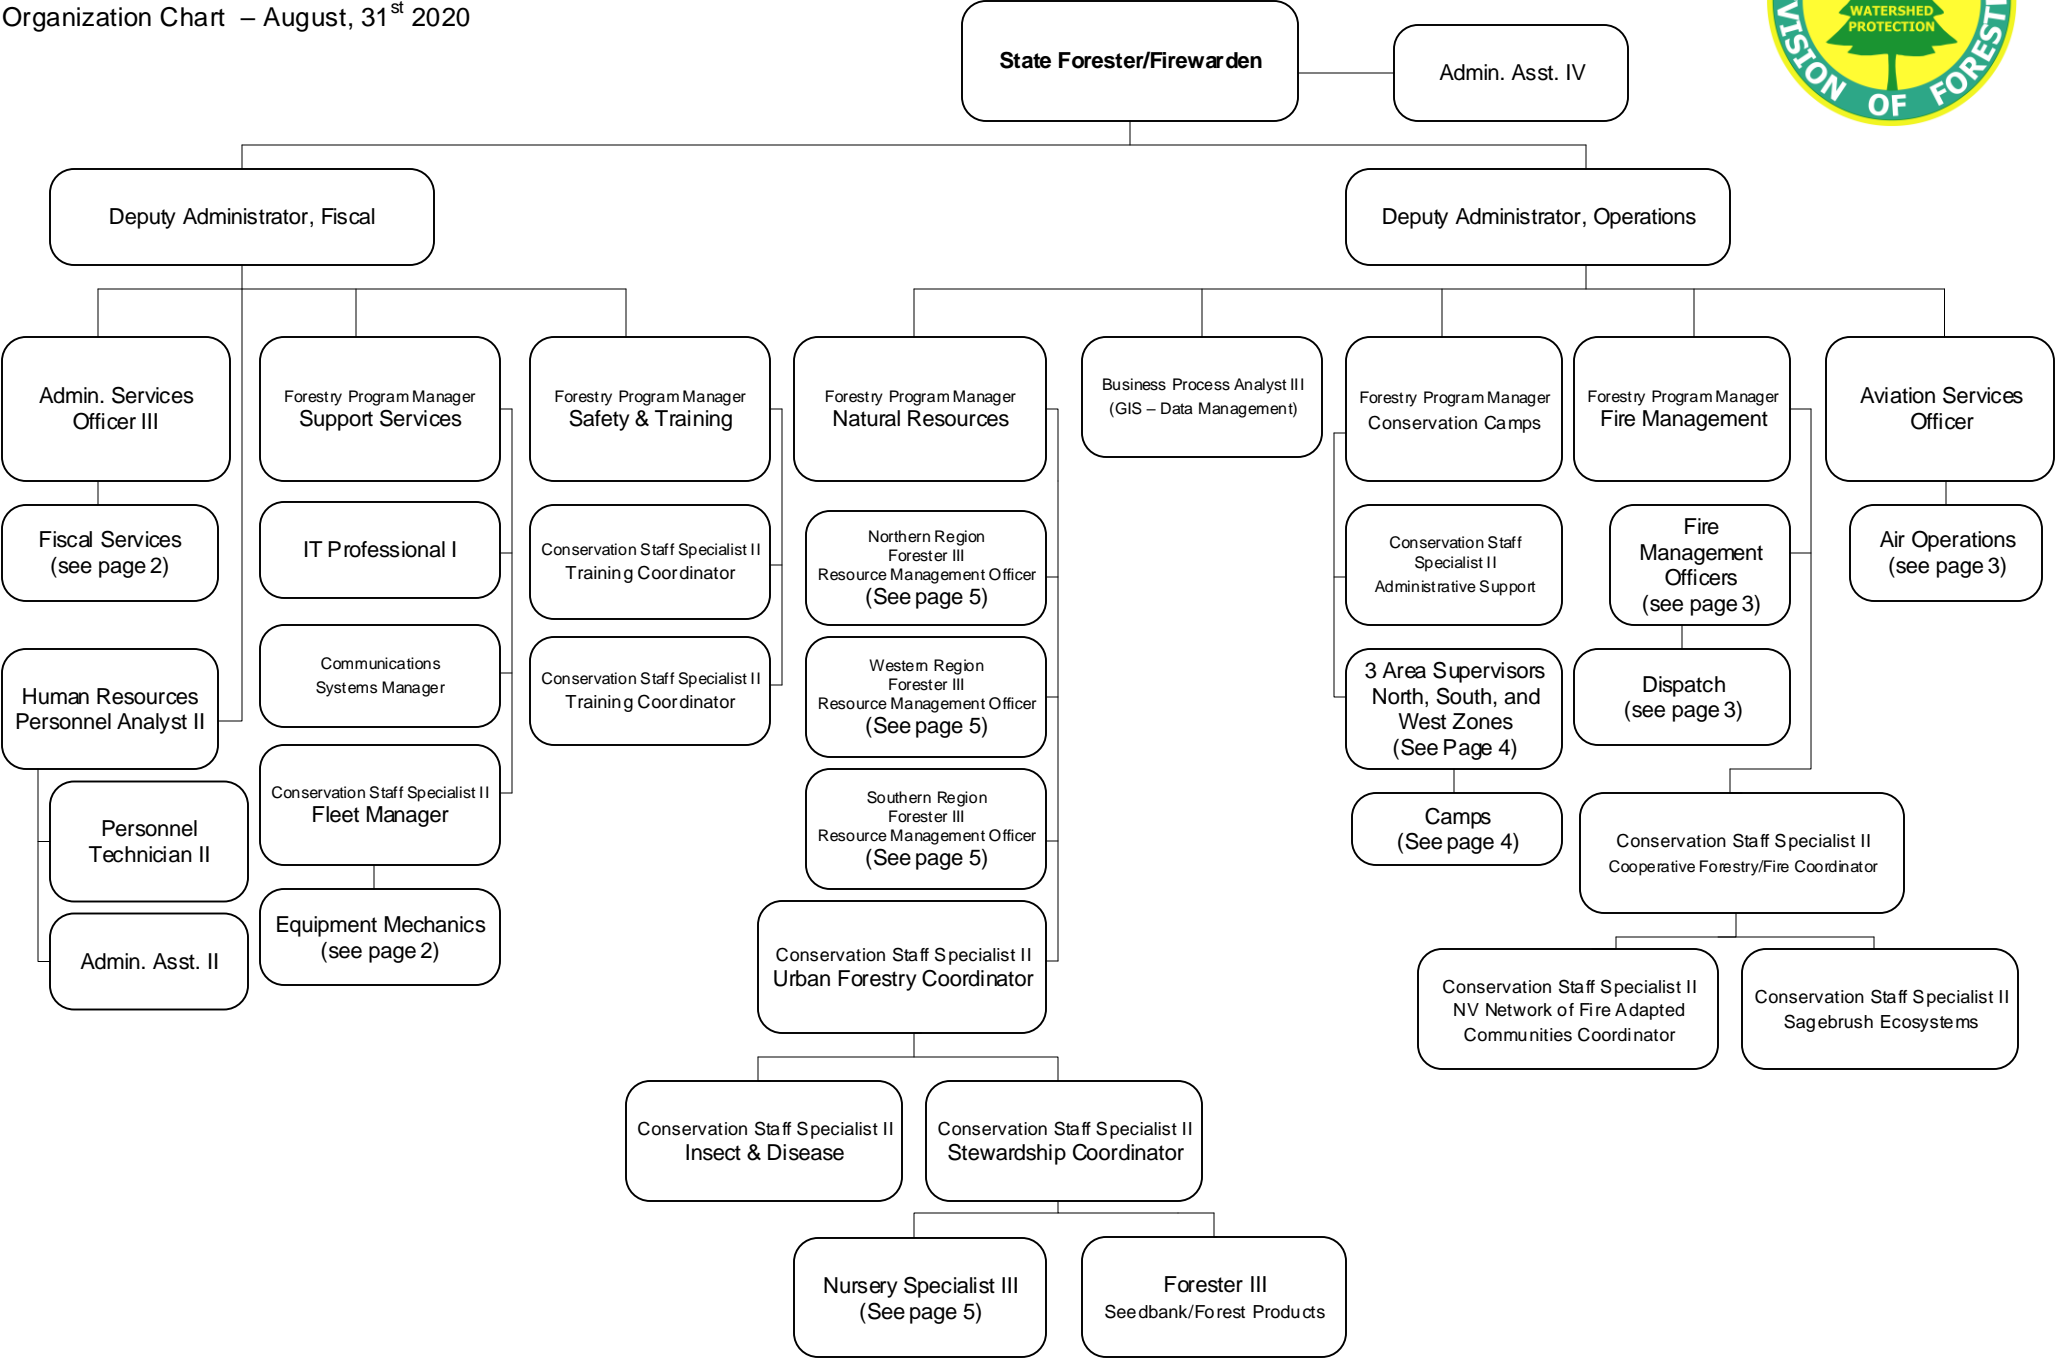 Organization Chart – August, 31st 2020
WATERSHED
PROTECTION
VISION OF FOREST
State Forester/Firewarden
Admin. Asst. IV
Deputy Administrator, Fiscal
Deputy Administrator, Operations
Admin. Services
Officer III
Forestry Program Manager
Support Services
Forestry Program Manager
Safety & Training
Forestry Program Manager
Natural Resources
Business Process Analyst III
(GIS – Data Management)
Forestry Program Manager
Conservation Camps
Forestry Program Manager
Fire Management
Aviation Services
Officer
Fiscal Services
(see page 2)
IT Professional I
Conservation Staff Specialist II
Training Coordinator
Northern Region
Forester III
Resource Management Officer
(See page 5)
Conservation Staff
Specialist II
Administrative Support
Fire
Management
Officers
(see page 3)
Air Operations
(see page 3)
Human Resources
Personnel Analyst II
Communications
Systems Manager
Conservation Staff Specialist II
Training Coordinator
Western Region
Forester III
Resource Management Officer
(See page 5)
3 Area Supervisors
North, South, and
West Zones
(See Page 4)
Dispatch
(see page 3)
Personnel
Technician II
Conservation Staff Specialist II
Fleet Manager
Southern Region
Forester III
Resource Management Officer
(See page 5)
Camps
(See page 4)
Conservation Staff Specialist II
Cooperative Forestry/Fire Coordinator
Admin. Asst. II
Equipment Mechanics
(see page 2)
Conservation Staff Specialist II
Urban Forestry Coordinator
Conservation Staff Specialist II
NV Network of Fire Adapted
Communities Coordinator
Conservation Staff Specialist II
Sagebrush Ecosystems
Conservation Staff Specialist II
Insect & Disease
Conservation Staff Specialist II
Stewardship Coordinator
Nursery Specialist III
(See page 5)
Forester III
Seedbank/Forest Products